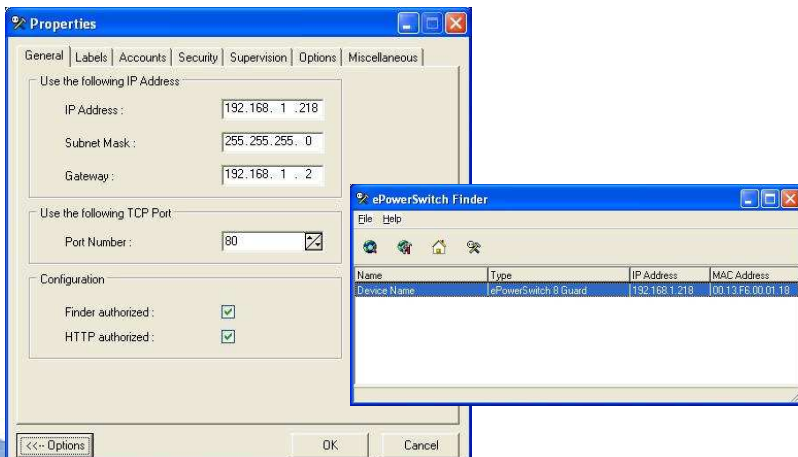 Properties
General Labels Accounts Security Supervision Options Miscellaneous
Use the following IP Address
IP Address : 192.168. 1 .218
Subnet Mask : 255.255.255. 0
Gateway : 192.168. 1 . 2
Use the following TCP Port
Port Number : 80
Configuration
Finder authorized :
HTTP authorized :
<<-- Options OK Cancel
ePowerSwitch Finder
File Help
Name Type IP Address MAC Address
Device Name ePowerSwitch 8 Guard 192.168.1.218 00.13.F6.00.01.18